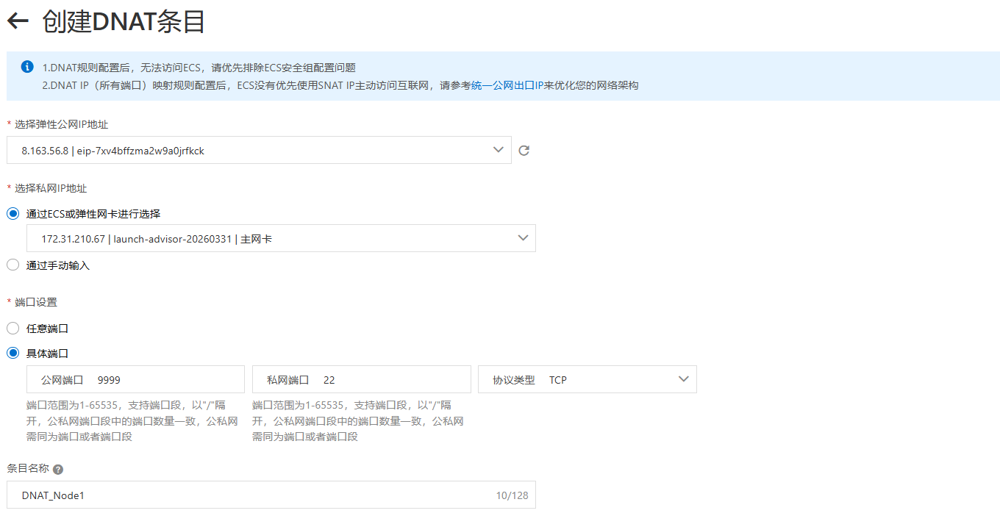 创建DNAT条目
1.DNAT规则配置后，无法访问ECS，请优先排除ECS安全组配置问题
2.DNAT IP（所有端口）映射规则配置后，ECS没有优先使用SNAT IP主动访问互联网，请参考统一公网出口IP来优化您的网络架构
* 选择弹性公网IP地址
8.163.56.8 | eip-7xv4bffzma2w9a0jrfkck
* 选择私网IP地址
通过ECS或弹性网卡进行选择
172.31.210.67 | launch-advisor-20260331 | 主网卡
通过手动输入
* 端口设置
任意端口
具体端口
公网端口 9999
私网端口 22
协议类型 TCP
端口范围为1-65535，支持端口段，以"/"隔
开，公私网端口段中的端口数量一致，公私网
需同为端口或者端口段
端口范围为1-65535，支持端口段，以"/"隔
开，公私网端口段中的端口数量一致，公私网
需同为端口或者端口段
条目名称 ?
DNAT_Node1 10/128